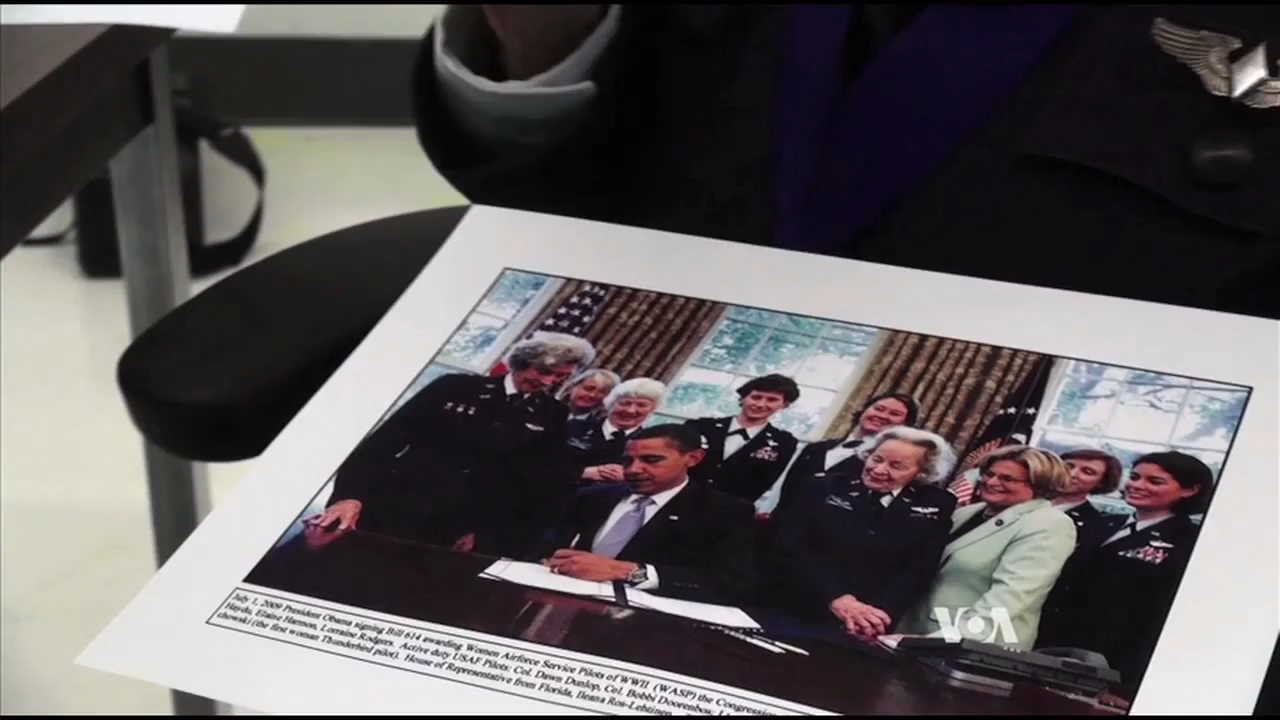 July 1, 2009 President Obama signing Bill 614 awarding Women Airforce Service Pilots of WWII (WASP) the Congression
Haydu, Elaine Harmon, Lorraine Rodgers. Active duty USAF Pilots: Col. Dawn Dunlop, Col. Bobbi Doorenbos,
chowski (the first woman Thunderbird pilot). House of Representative from Florida, Ileana Ros-Lehtinen
VOA